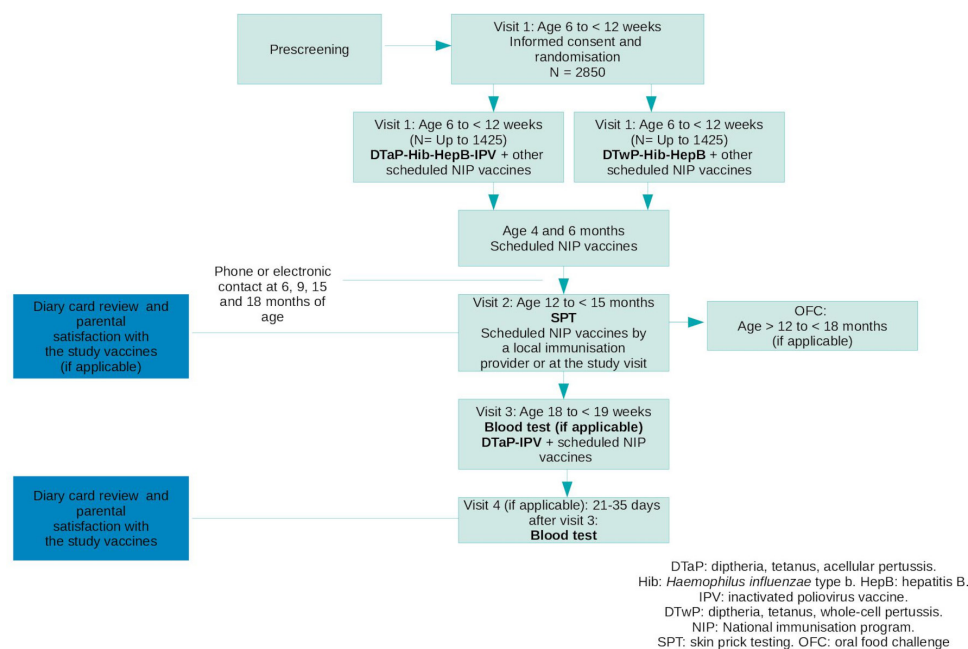 Prescreening
Visit 1: Age 6 to < 12 weeks
Informed consent and
randomisation
N = 2850
Visit 1: Age 6 to < 12 weeks
(N= Up to 1425)
DTaP-Hib-HepB-IPV + other
scheduled NIP vaccines
Visit 1: Age 6 to < 12 weeks
(N= Up to 1425)
DTwP-Hib-HepB + other
scheduled NIP vaccines
Age 4 and 6 months
Scheduled NIP vaccines
Phone or electronic
contact at 6, 9, 15
and 18 months of
age
Diary card review and
parental
satisfaction with
the study vaccines
(if applicable)
Visit 2: Age 12 to < 15 months
SPT
Scheduled NIP vaccines by
a local immunisation
provider or at the study visit
OFC:
Age > 12 to < 18 months
(if applicable)
Visit 3: Age 18 to < 19 weeks
Blood test (if applicable)
DTaP-IPV + scheduled NIP
vaccines
Diary card review and
parental
satisfaction with
the study vaccines
Visit 4 (if applicable): 21-35 days
after visit 3:
Blood test
DTaP: diptheria, tetanus, acellular pertussis.
Hib: Haemophilus influenzae type b. HepB: hepatitis B.
IPV: inactivated poliovirus vaccine.
DTwP: diptheria, tetanus, whole-cell pertussis.
NIP: National immunisation program.
SPT: skin prick testing. OFC: oral food challenge